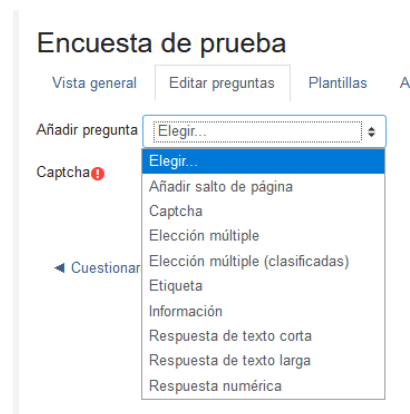 Encuesta de prueba
Vista general Editar preguntas Plantillas A
Añadir pregunta Elegir...
Captcha
Elegir...
Añadir salto de página
Captcha
Elección múltiple
Elección múltiple (clasificadas)
Etiqueta
Información
Respuesta de texto corta
Respuesta de texto larga
Respuesta numérica
◄ Cuestionar